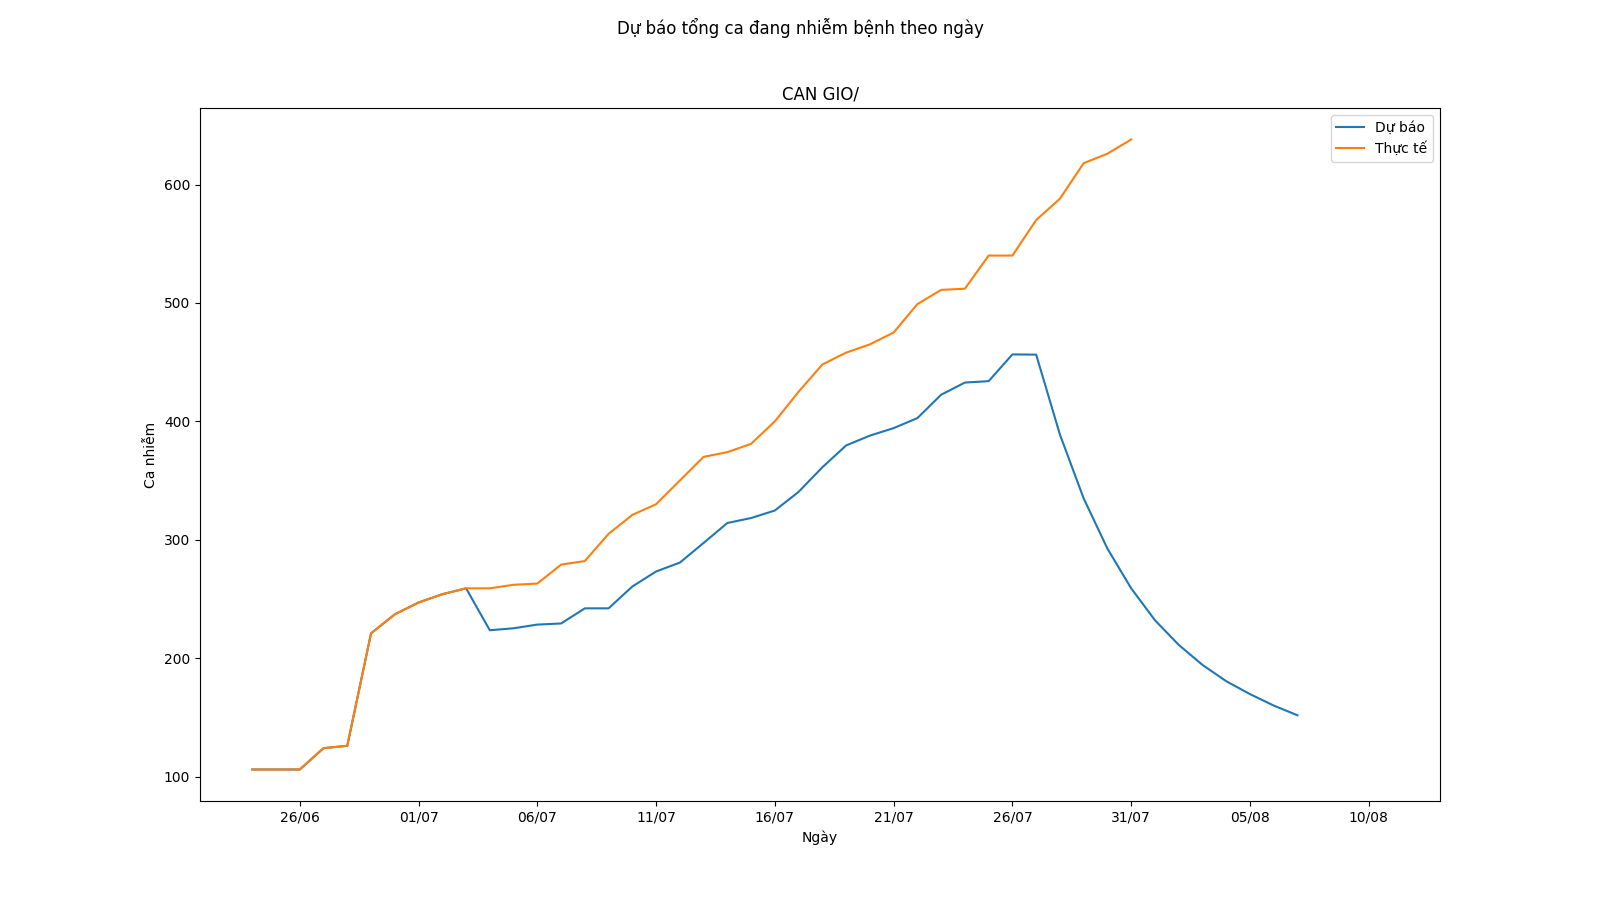 Dự báo tổng ca đang nhiễm bệnh theo ngày
CAN GIO/
Dự báo
Thực tế
600
500
400
300
200
100
Ca nhiễm
26/06 01/07 06/07 11/07 16/07 21/07 26/07 31/07 05/08 10/08
Ngày